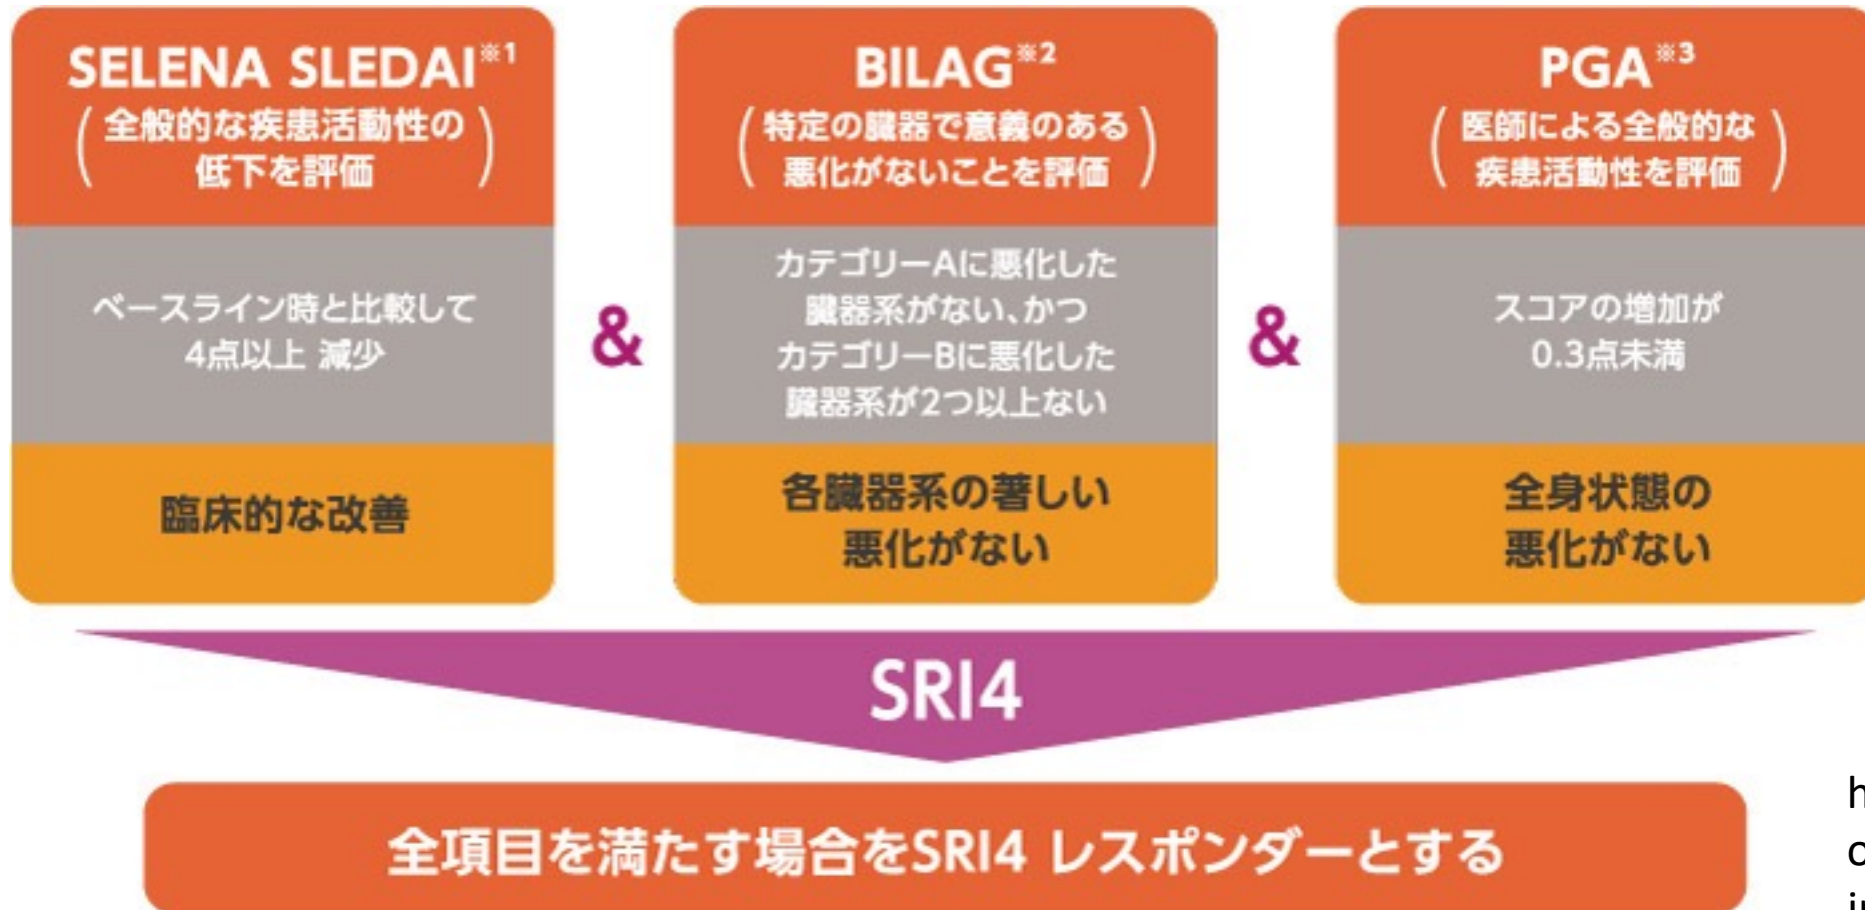 SELENA SLEDAI※1
(全般的な疾患活動性の
低下を評価)
ベースライン時と比較して
4点以上 減少
臨床的な改善
&
BILAG※2
(特定の臓器で意義のある
悪化がないことを評価)
カテゴリーAに悪化した
臓器系がない、かつ
カテゴリーBに悪化した
臓器系が2つ以上ない
各臓器系の著しい
悪化がない
&
PGA※3
(医師による全般的な
疾患活動性を評価)
スコアの増加が
0.3点未満
全身状態の
悪化がない
SRI4
全項目を満たす場合をSRI4 レスポンダーとする